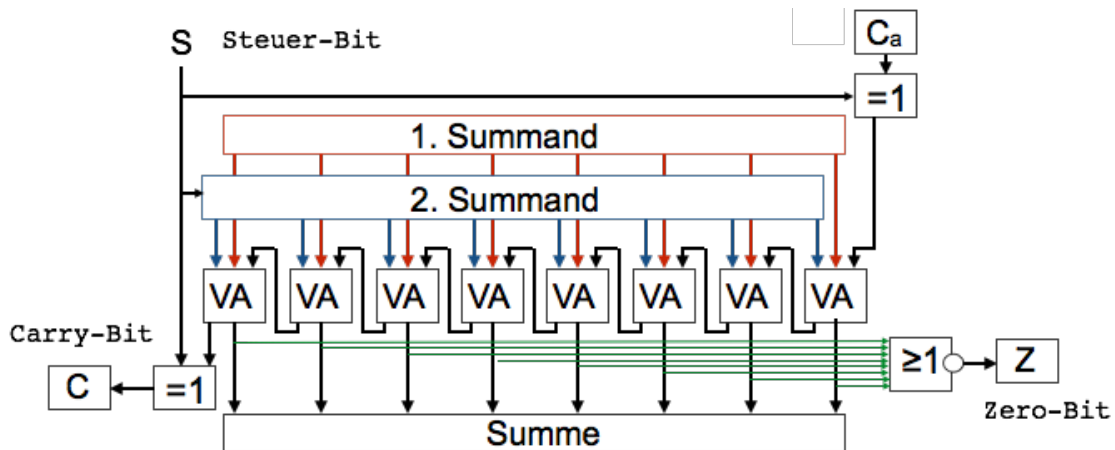 S Steuer-Bit
Ca
=1
1. Summand
2. Summand
VA VA VA VA VA VA VA VA
Carry-Bit
≥1 Z
C =1
Zero-Bit
Summe